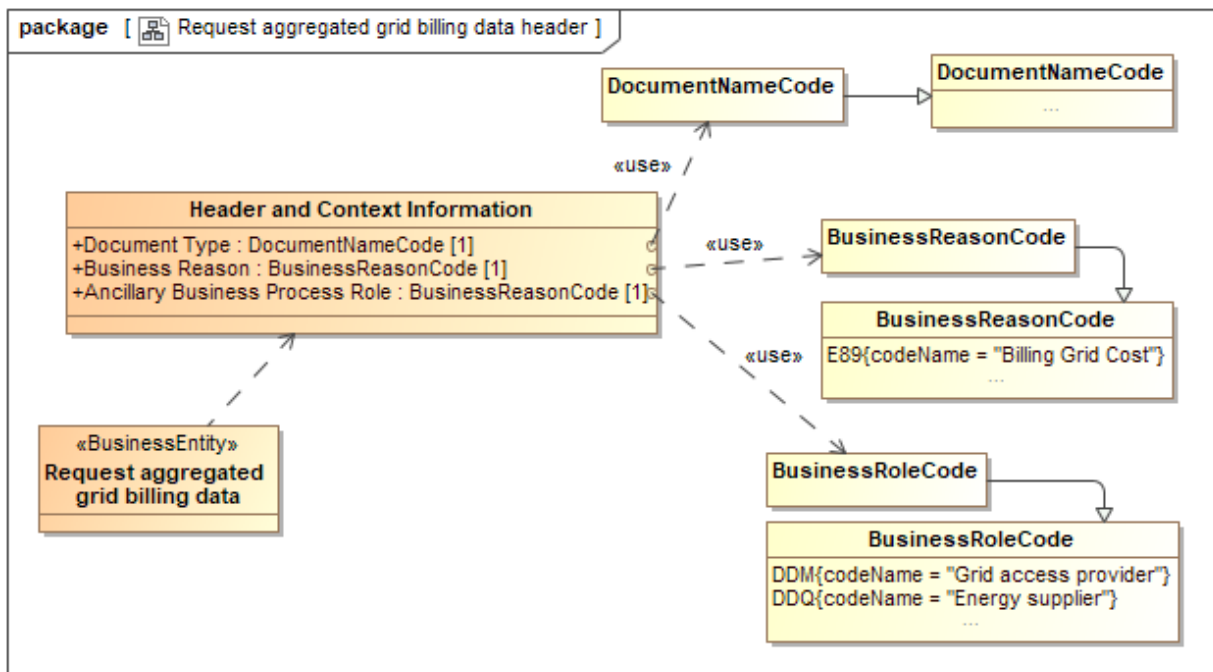 package [ Request aggregated grid billing data header ]
DocumentNameCode
DocumentNameCode
...
«use»
Header and Context Information
+Document Type : DocumentNameCode [1]
+Business Reason : BusinessReasonCode [1]
+Ancillary Business Process Role : BusinessReasonCode [1]
«use»
BusinessReasonCode
BusinessReasonCode
E89{codeName = "Billing Grid Cost"}
...
«use»
«BusinessEntity»
Request aggregated
grid billing data
BusinessRoleCode
BusinessRoleCode
DDM{codeName = "Grid access provider"}
DDQ{codeName = "Energy supplier"}
...